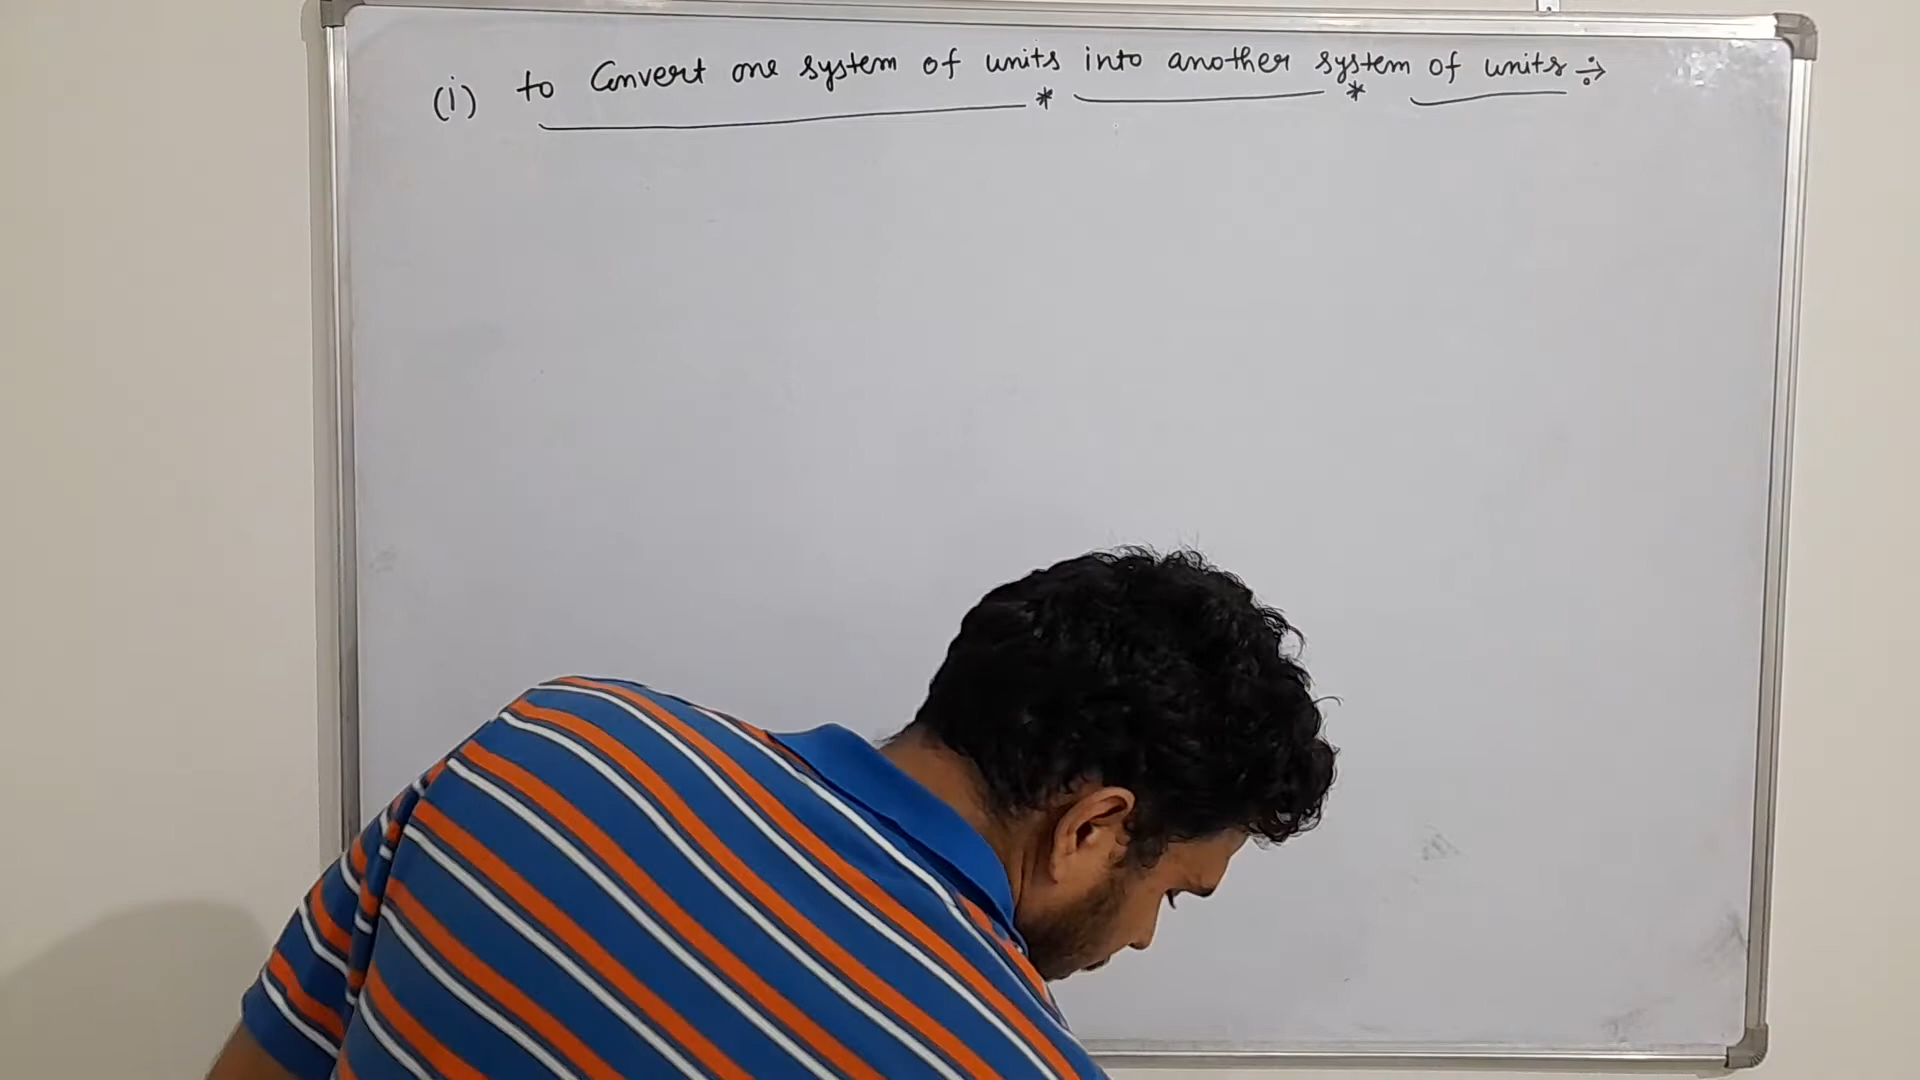 (i) to Convert one system of units into another system of units ÷>